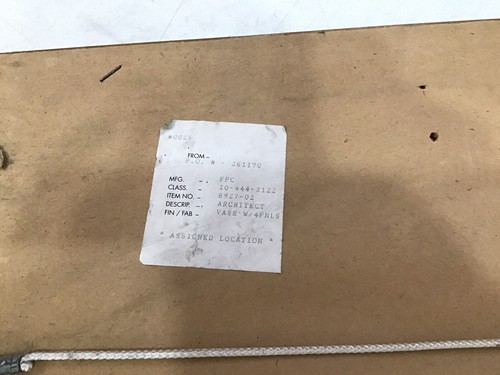 FROM –
P.O. # - 261170
MFG. – . FPC
CLASS. – 10-444-3122
ITEM NO. – 8927-02
DESCRIP. – . ARCHITECT
FIN / FAB – VASE W/4PNLS
* ASSIGNED LOCATION *